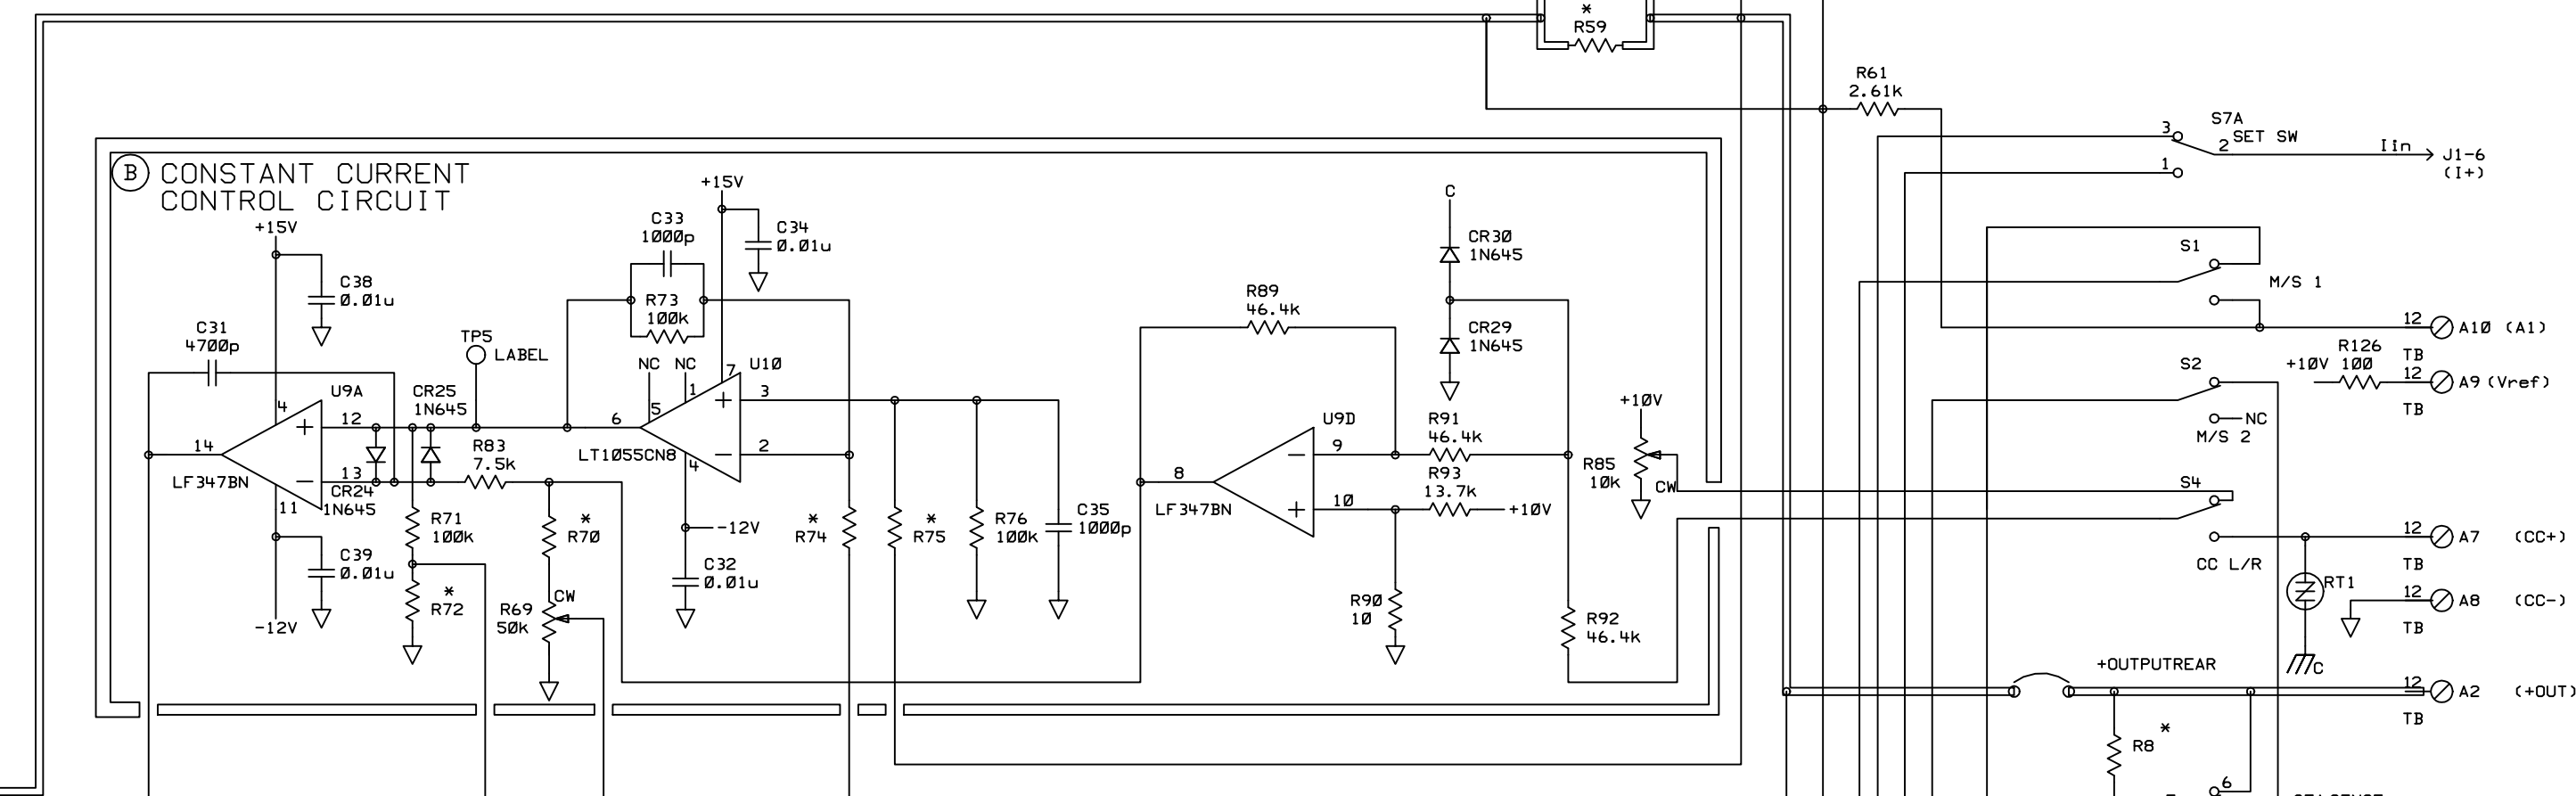 *
R59
R61
2.61k
S7A
SET SW
3
2
1
Iin
J1-6
(I+)
B
CONSTANT CURRENT
CONTROL CIRCUIT
+15V
C38
0.01u
C31
4700p
U9A
4
12
14
13
11
LF347BN
CR24
1N645
CR25
1N645
TP5
LABEL
R83
7.5k
C39
0.01u
-12V
R71
100k
*
R72
*
R70
CW
R69
50k
+15V
C33
1000p
C34
0.01u
R73
100k
NC
NC
U10
7
1
5
6
3
2
4
LT1055CN8
-12V
C32
0.01u
*
R74
*
R75
R76
100k
C35
1000p
C
CR30
1N645
CR29
1N645
R89
46.4k
U9D
9
8
10
LF347BN
R91
46.4k
R93
13.7k
+10V
R90
10
R92
46.4k
+10V
R85
10k
CW
S1
M/S 1
12
A10 (A1)
TB
+10V
R126
100
12
A9 (Vref)
TB
S2
NC
M/S 2
S4
CC L/R
12
A7 (CC+)
TB
RT1
C
12
A8 (CC-)
TB
+OUTPUTREAR
12
A2 (+OUT)
TB
R8
*
6